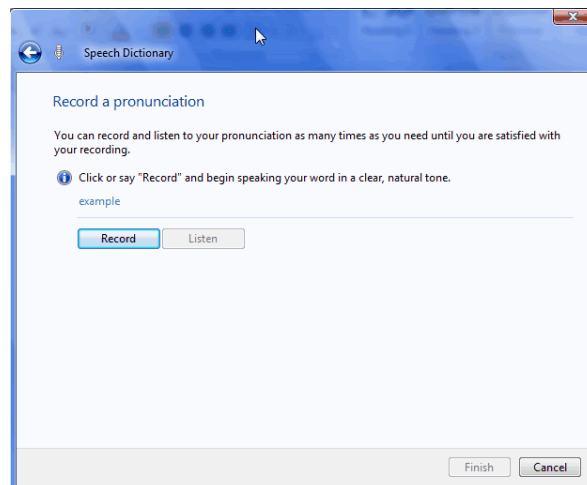 Speech Dictionary
Record a pronunciation
You can record and listen to your pronunciation as many times as you need until you are satisfied with
your recording.
Click or say "Record" and begin speaking your word in a clear, natural tone.
example
Record Listen
Finish Cancel